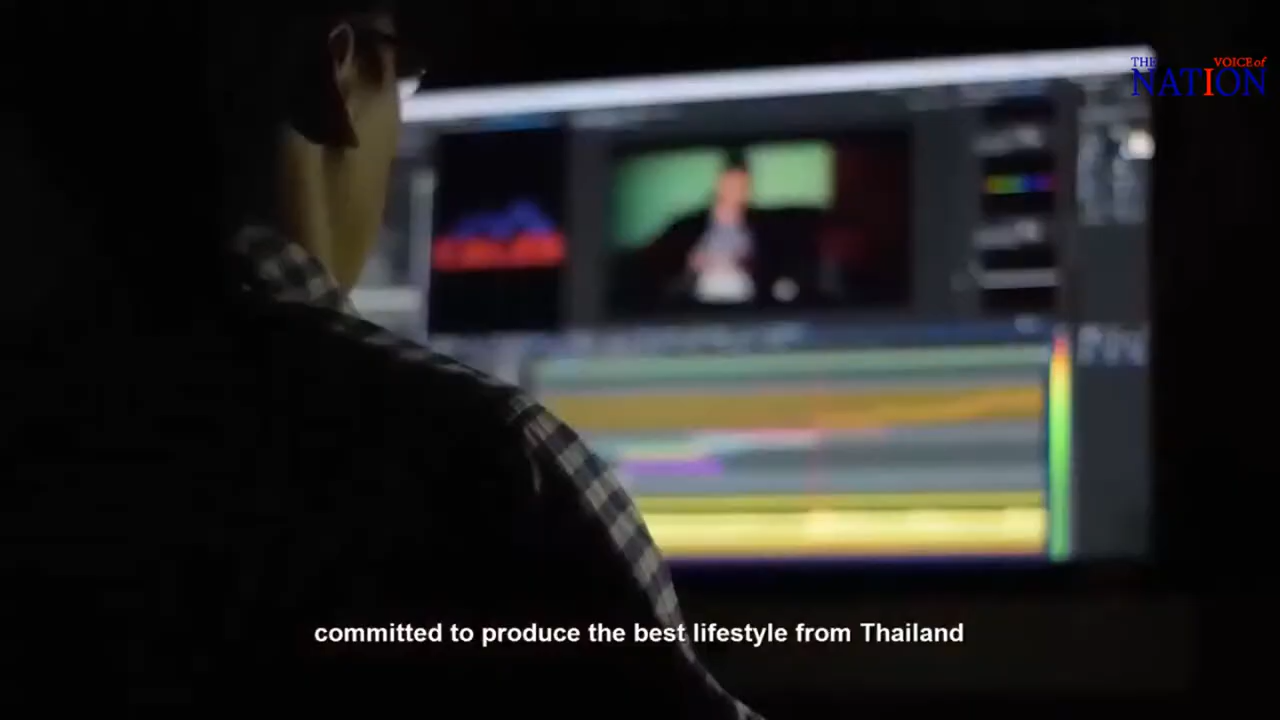 THE VOICE of
NATION
committed to produce the best lifestyle from Thailand